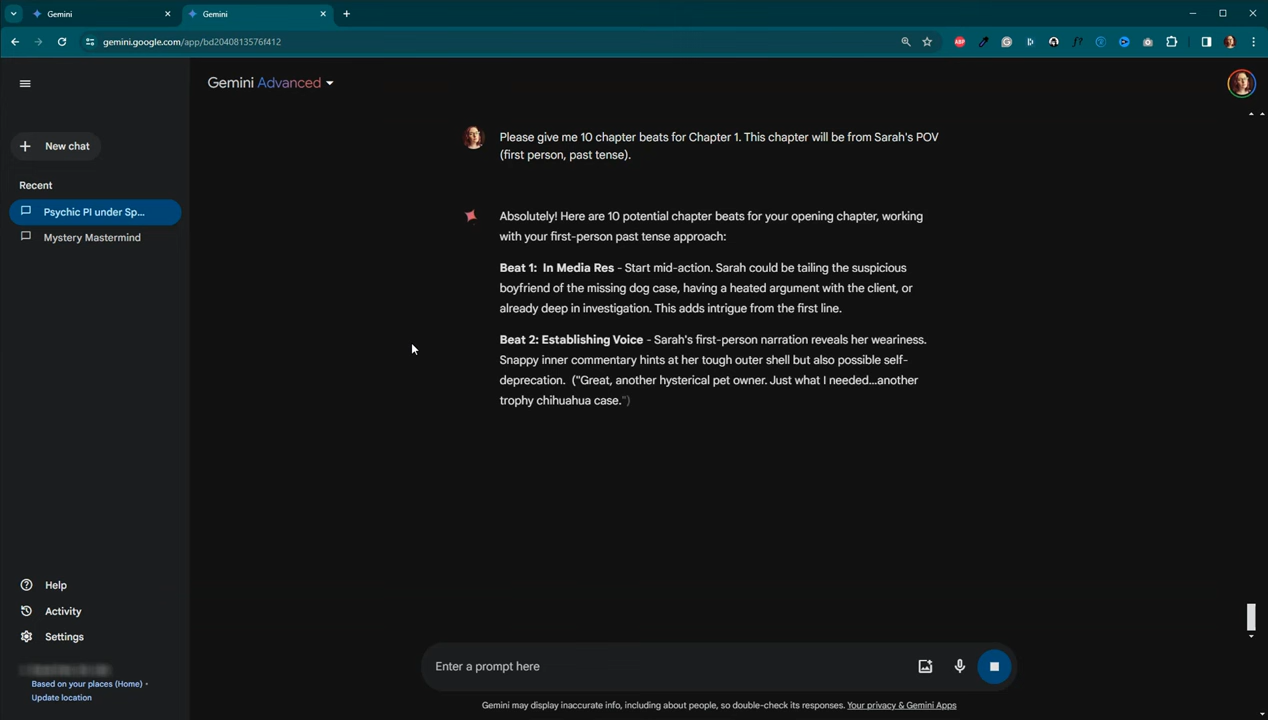 Gemini
Gemini
gemini.google.com/app/bd2040813576f412
Gemini Advanced
New chat
Recent
Psychic PI under Sp...
Mystery Mastermind
Please give me 10 chapter beats for Chapter 1. This chapter will be from Sarah's POV
(first person, past tense).
Absolutely! Here are 10 potential chapter beats for your opening chapter, working
with your first-person past tense approach:
Beat 1: In Media Res - Start mid-action. Sarah could be tailing the suspicious
boyfriend of the missing dog case, having a heated argument with the client, or
already deep in investigation. This adds intrigue from the first line.
Beat 2: Establishing Voice - Sarah's first-person narration reveals her weariness.
Snappy inner commentary hints at her tough outer shell but also possible self-
deprecation. ("Great, another hysterical pet owner. Just what I needed...another
trophy chihuahua case.")
Help
Activity
Settings
Based on your places (Home) •
Update location
Enter a prompt here
Gemini may display inaccurate info, including about people, so double-check its responses. Your privacy & Gemini Apps